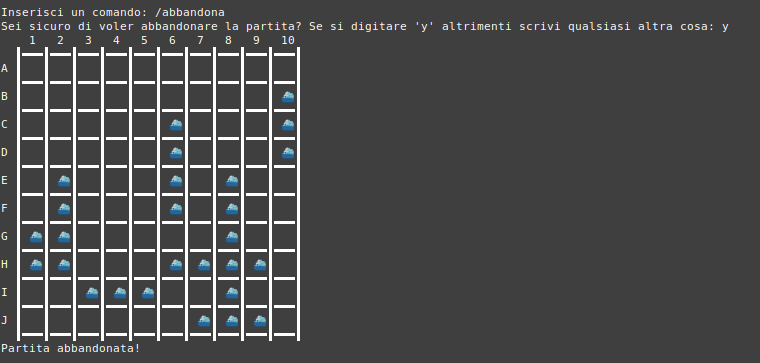 Inserisci un comando: /abbandona
Sei sicuro di voler abbandonare la partita? Se si digitare 'y' altrimenti scrivi qualsiasi altra cosa: y
1 2 3 4 5 6 7 8 9 10
A
B
C
D
E
F
G
H
I
J
Partita abbandonata!